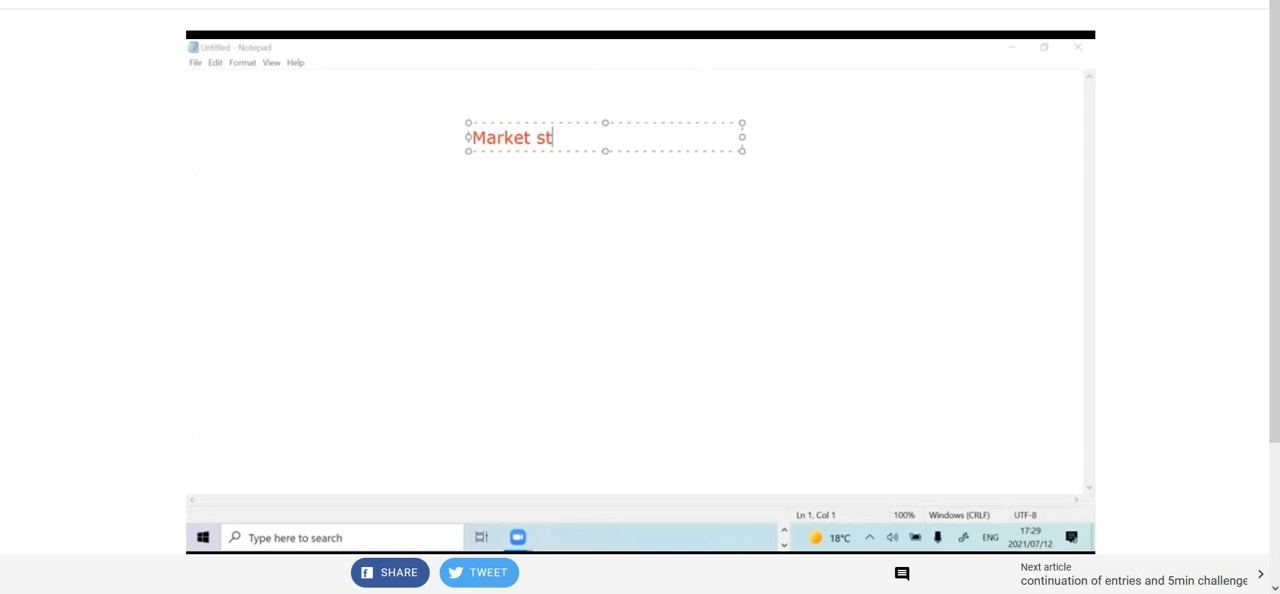 Untitled - Notepad
File Edit Format View Help
Market st
Ln 1, Col 1 100% Windows (CRLF) UTF-8
Type here to search 18°C ENG 17:29
2021/07/12
SHARE TWEET
Next article
continuation of entries and 5min challenge